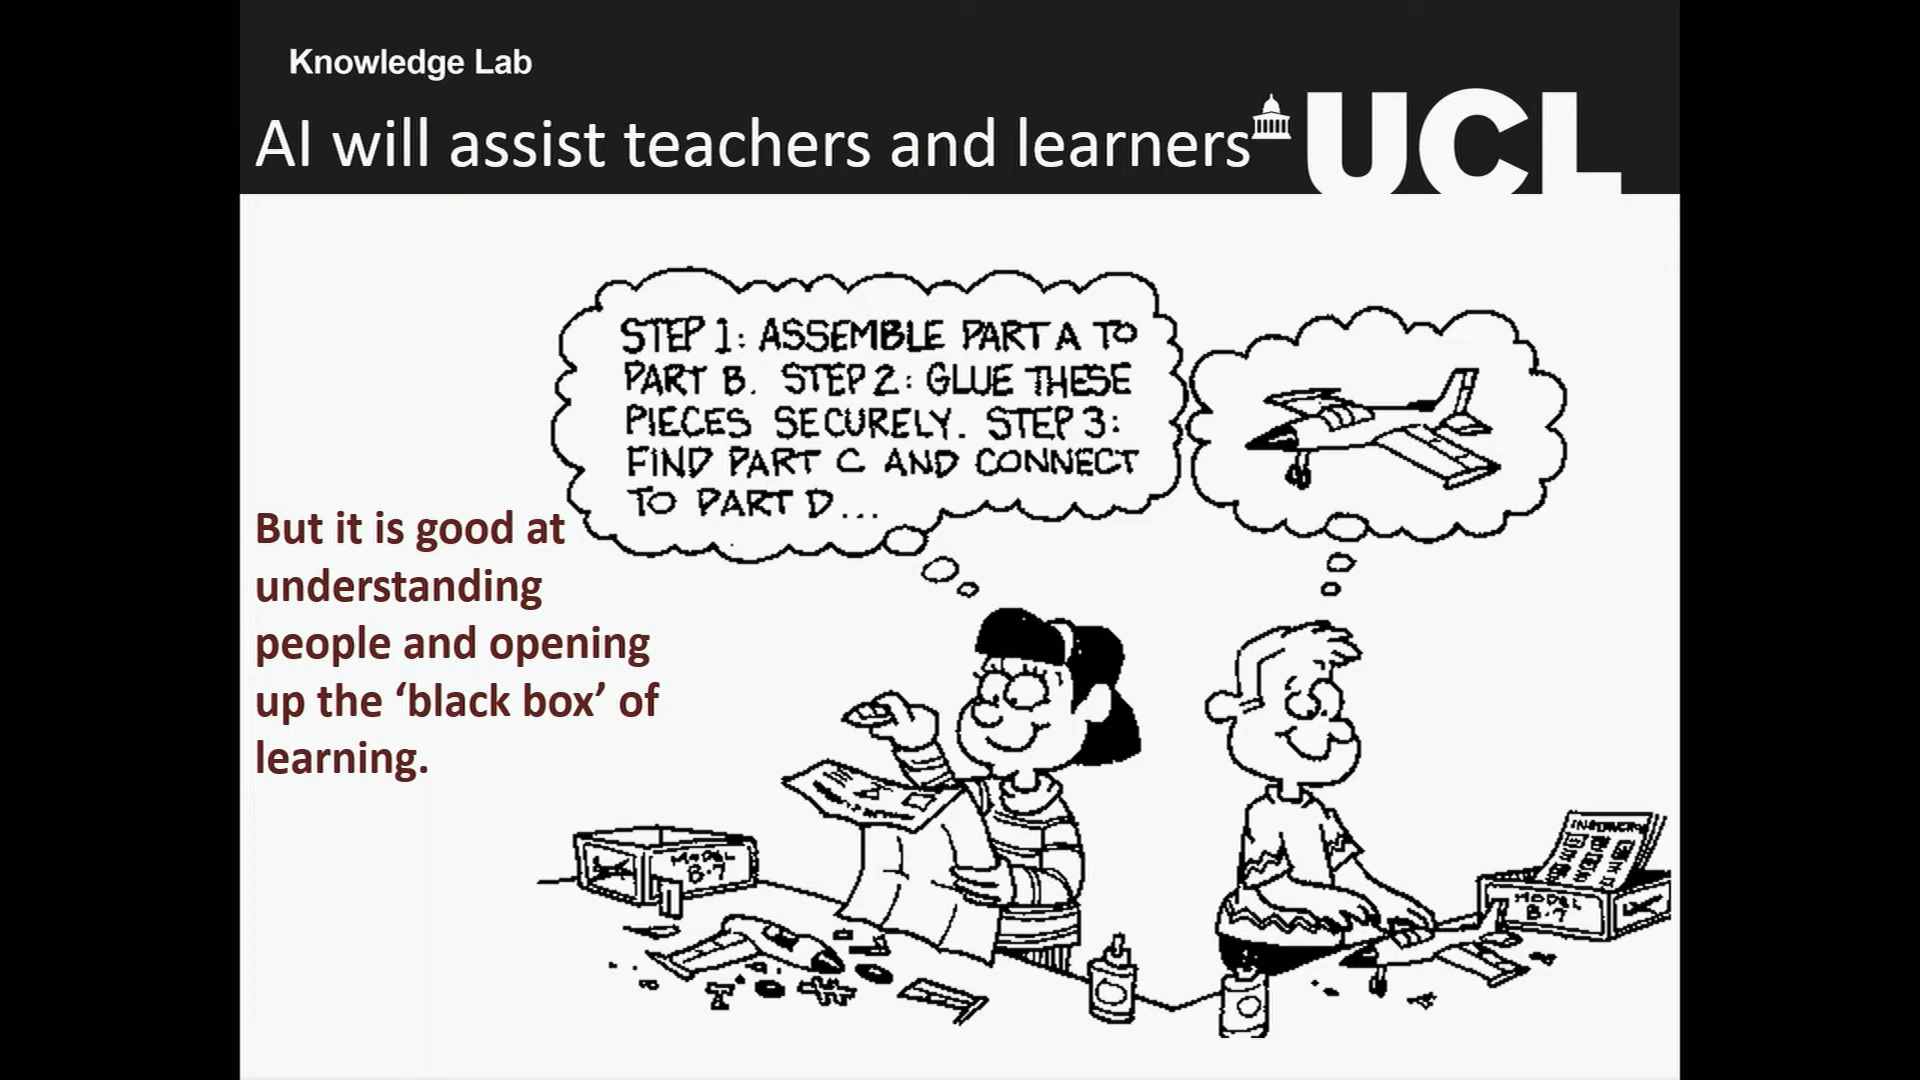 Knowledge Lab
AI will assist teachers and learners
UCL
STEP 1: ASSEMBLE PART A TO
PART B. STEP 2: GLUE THESE
PIECES SECURELY. STEP 3:
FIND PART C AND CONNECT
TO PART D...
But it is good at
understanding
people and opening
up the ‘black box’ of
learning.
MODEL
B-7
MODEL
B-7